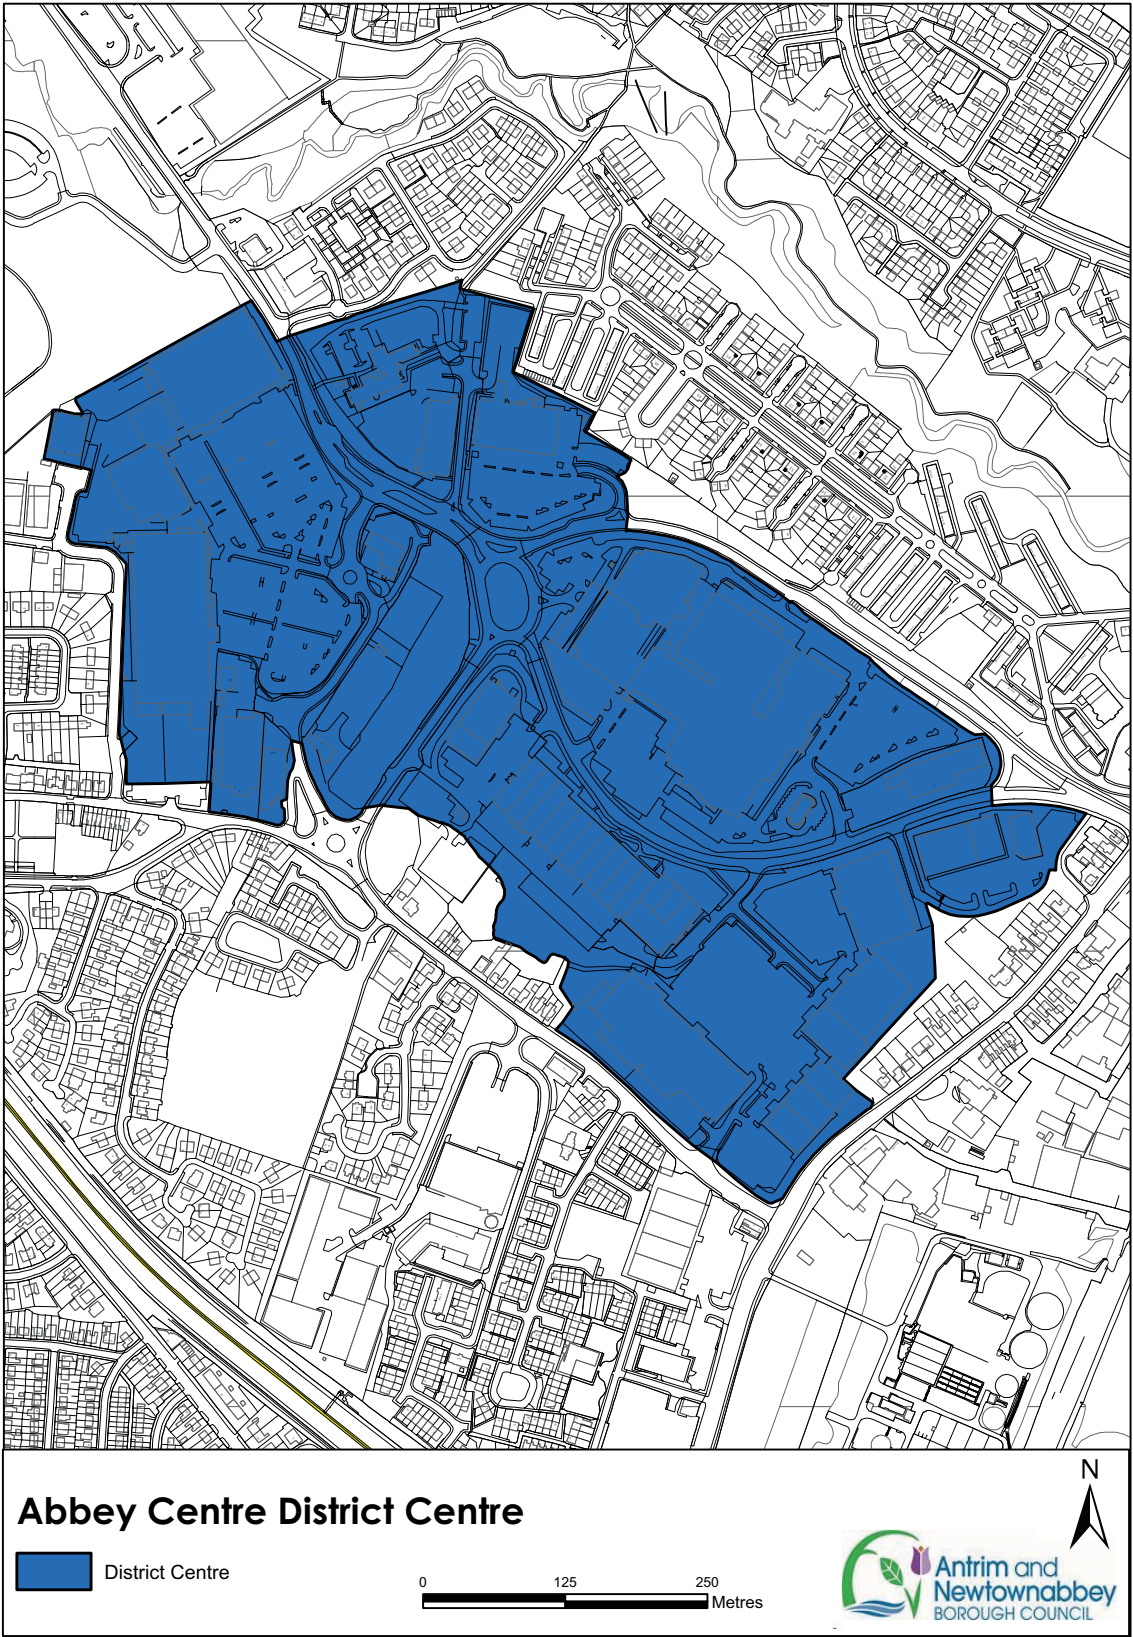 N
Abbey Centre District Centre
District Centre
0 125 250
Metres
Antrim and
Newtownabbey
BOROUGH COUNCIL